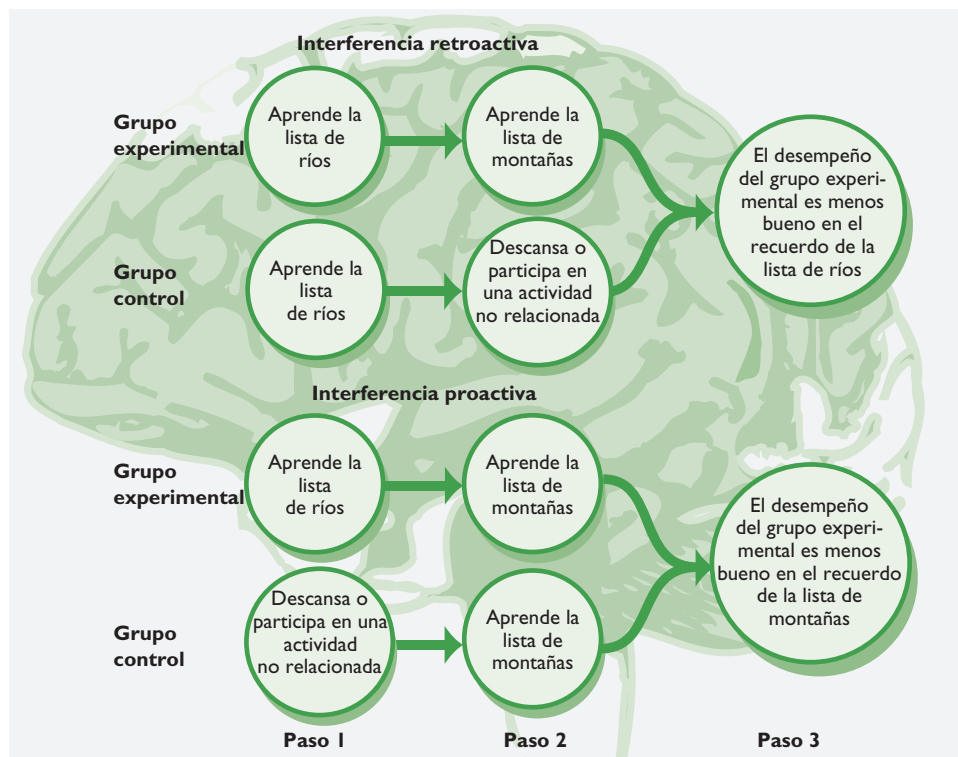 Interferencia retroactiva
Grupo
experimental
Aprende la
lista de
ríos
Aprende la
lista de
montañas
El desempeño
del grupo experi-
mental es menos
bueno en el
recuerdo de la
lista de ríos
Grupo
control
Aprende la
lista
de ríos
Descansa o
participa en
una actividad
no relacionada
Interferencia proactiva
Grupo
experimental
Aprende la
lista
de ríos
Aprende la
lista de
montañas
El desempeño
del grupo experi-
mental es menos
bueno en el recuerdo
de la lista de
montañas
Grupo
control
Descansa o
participa en una
actividad
no relacionada
Aprende la
lista de
montañas
Paso 1
Paso 2
Paso 3